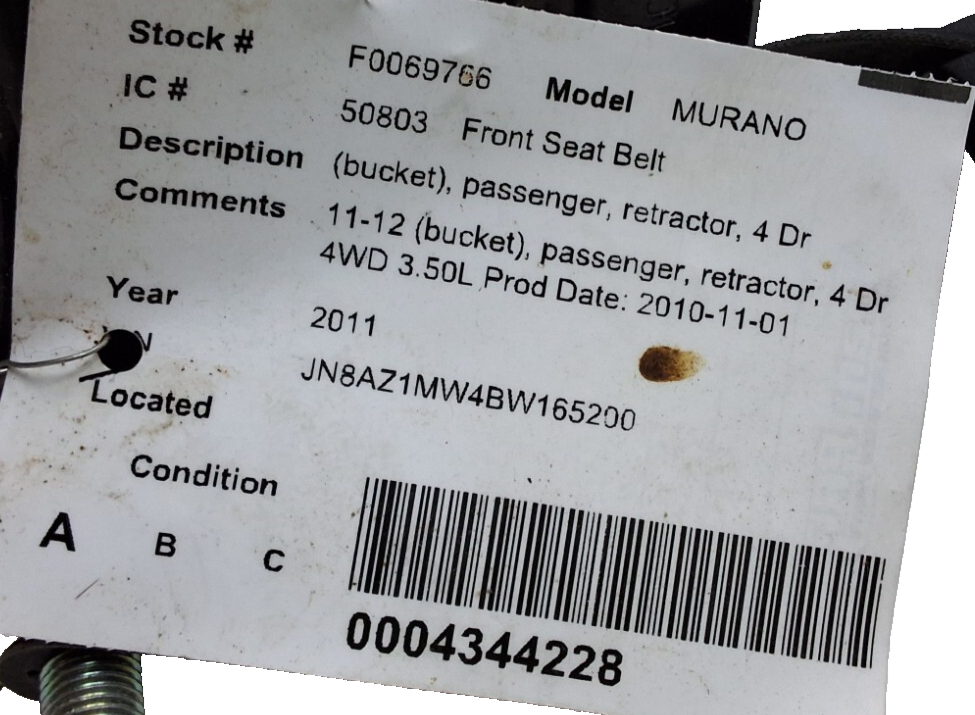 Stock # F0069766 Model MURANO
IC # 50803 Front Seat Belt
Description (bucket), passenger, retractor, 4 Dr
Comments 11-12 (bucket), passenger, retractor, 4 Dr
4WD 3.50L Prod Date: 2010-11-01
Year 2011
JN8AZ1MW4BW165200
Located
Condition
A B C
0004344228